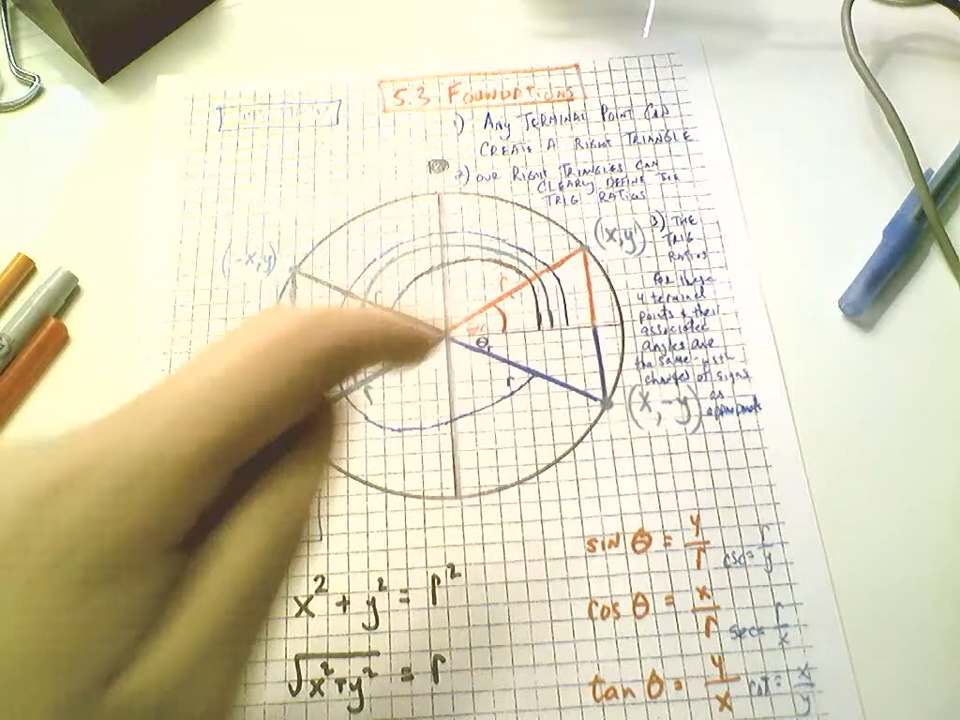 5.3 FOUNDATIONS
1) Any TERMINAL POINT CAN
CREATE A RIGHT TRIANGLE
2) OUR RIGHT TRIANGLES CAN
CLEARLY DEFINE THE
TRIG RATIOS
3) THE
TRIG
RATIOS
For these
4 terminal
points & their
associated
angles are
the same with
changes of signs
as
appropriate
(-x,y)
(x,y)
r
θ
r
r
(x,-y)
x² + y² = r²
√x²+y² = r
sin θ = y/r csc = r/y
cos θ = x/r sec = r/x
tan θ = y/x cot = x/y